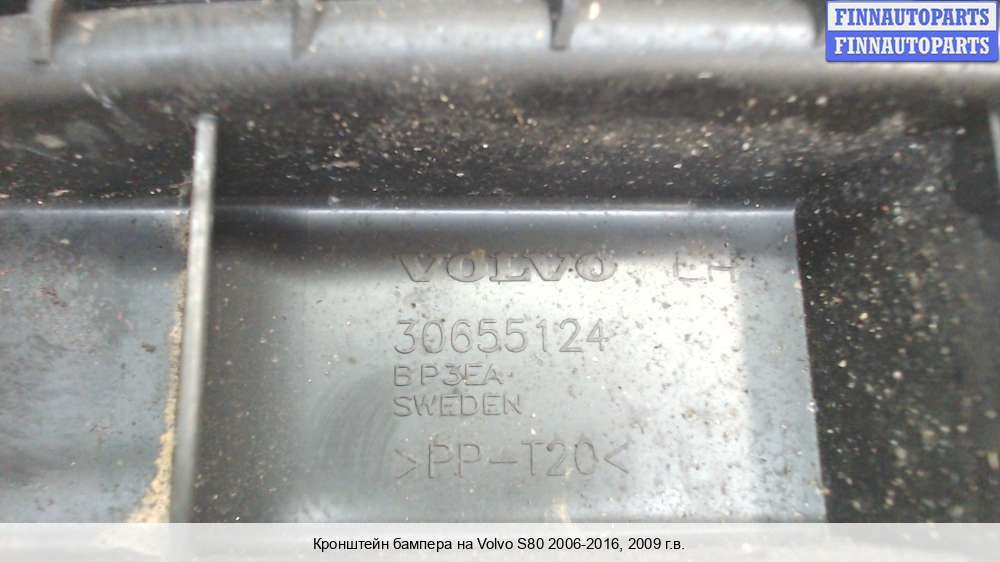 FINNAUTOPARTS
FINNAUTOPARTS
VOLVO LH
30655124
BP3EA
SWEDEN
>PP-T20<
Кронштейн бампера на Volvo S80 2006-2016, 2009 г.в.